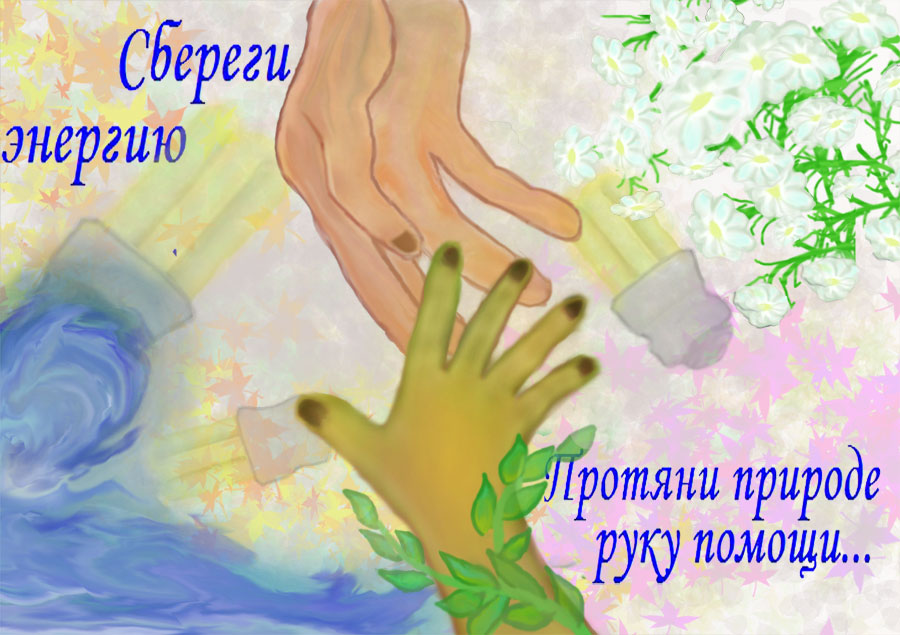 Сбереги
энергию
Протяни природе
руку помощи...